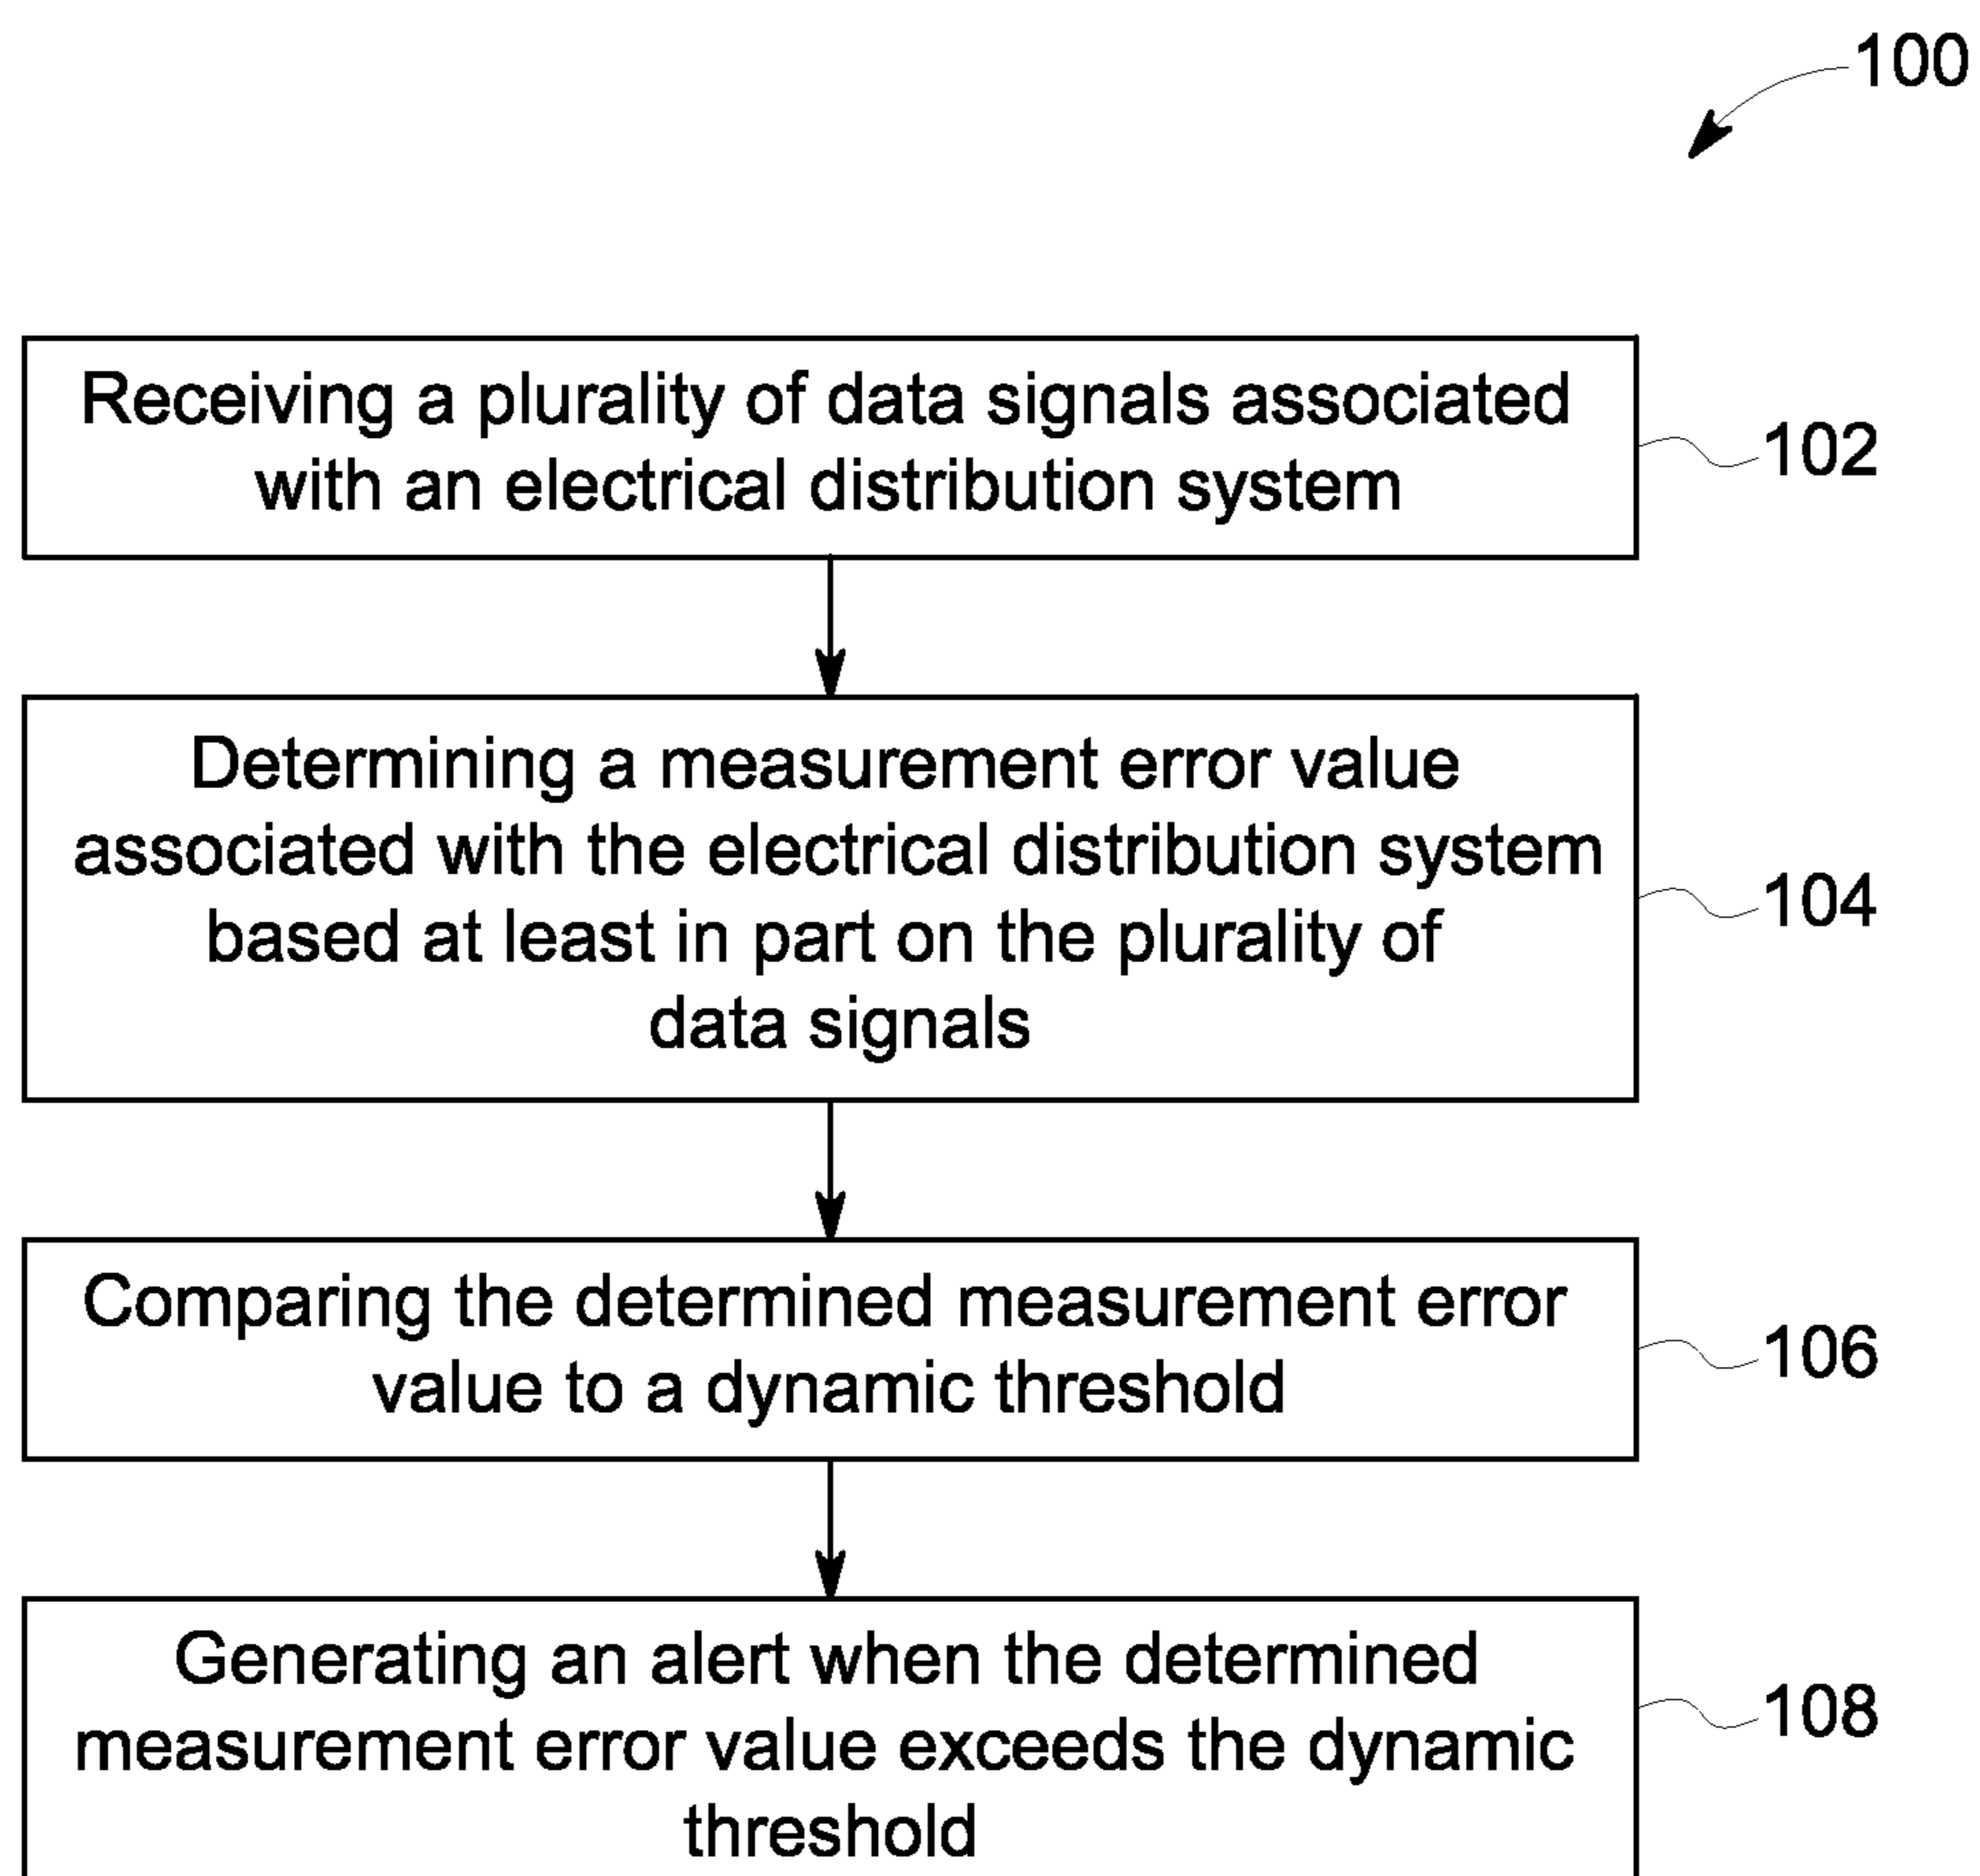 100
Receiving a plurality of data signals associated
with an electrical distribution system
102
Determining a measurement error value
associated with the electrical distribution system
based at least in part on the plurality of
data signals
104
Comparing the determined measurement error
value to a dynamic threshold
106
Generating an alert when the determined
measurement error value exceeds the dynamic
threshold
108